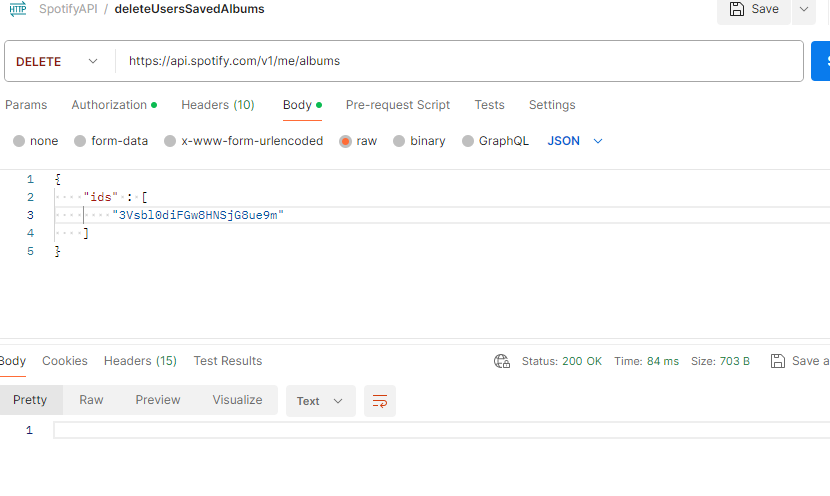 HTTP SpotifyAPI / deleteUsersSavedAlbums Save
DELETE https://api.spotify.com/v1/me/albums
Params Authorization Headers (10) Body Pre-request Script Tests Settings
none form-data x-www-form-urlencoded raw binary GraphQL JSON
1 {
2 "ids" : [
3 "3Vsbl0diFGw8HNSjG8ue9m"
4 ]
5 }
Body Cookies Headers (15) Test Results Status: 200 OK Time: 84 ms Size: 703 B Save a
Pretty Raw Preview Visualize Text
1